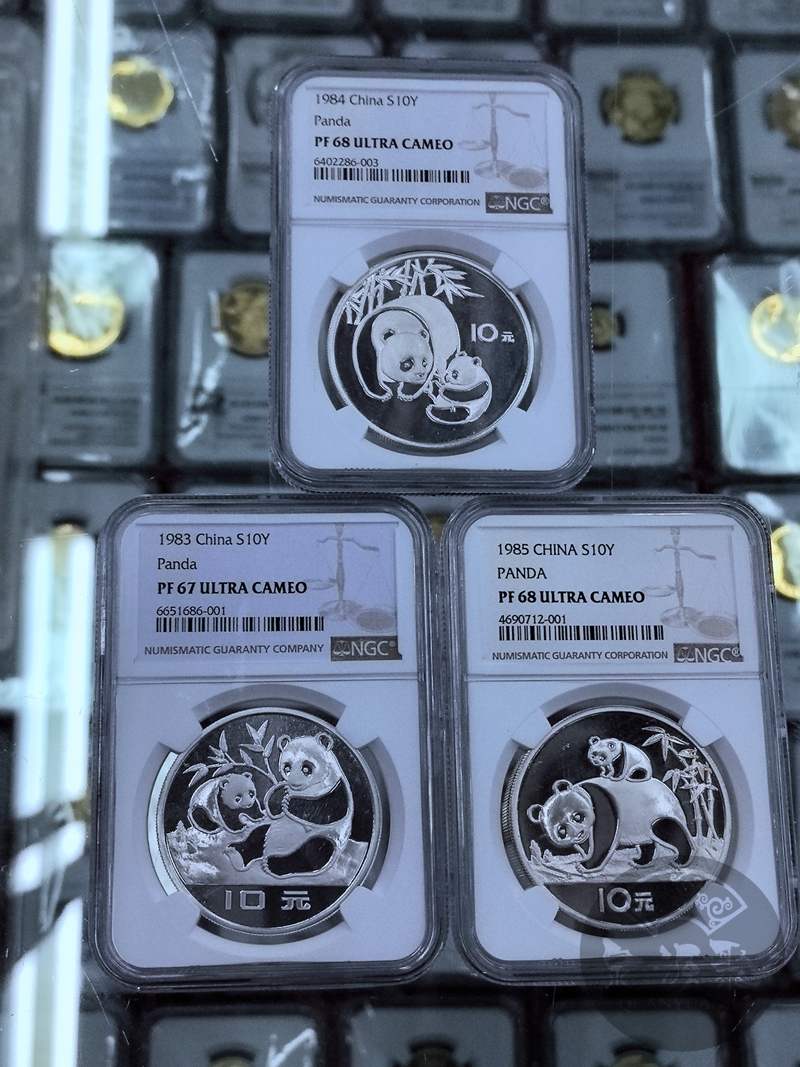 1984 China S10Y
Panda
PF 68 ULTRA CAMEO
6402286-003
NUMISMATIC GUARANTY CORPORATION NGC®
10元
1983 China S10Y
Panda
PF 67 ULTRA CAMEO
6651686-001
NUMISMATIC GUARANTY COMPANY NGC®
10元
1985 CHINA S10Y
PANDA
PF 68 ULTRA CAMEO
4690712-001
NUMISMATIC GUARANTY CORPORATION NGC®
10元